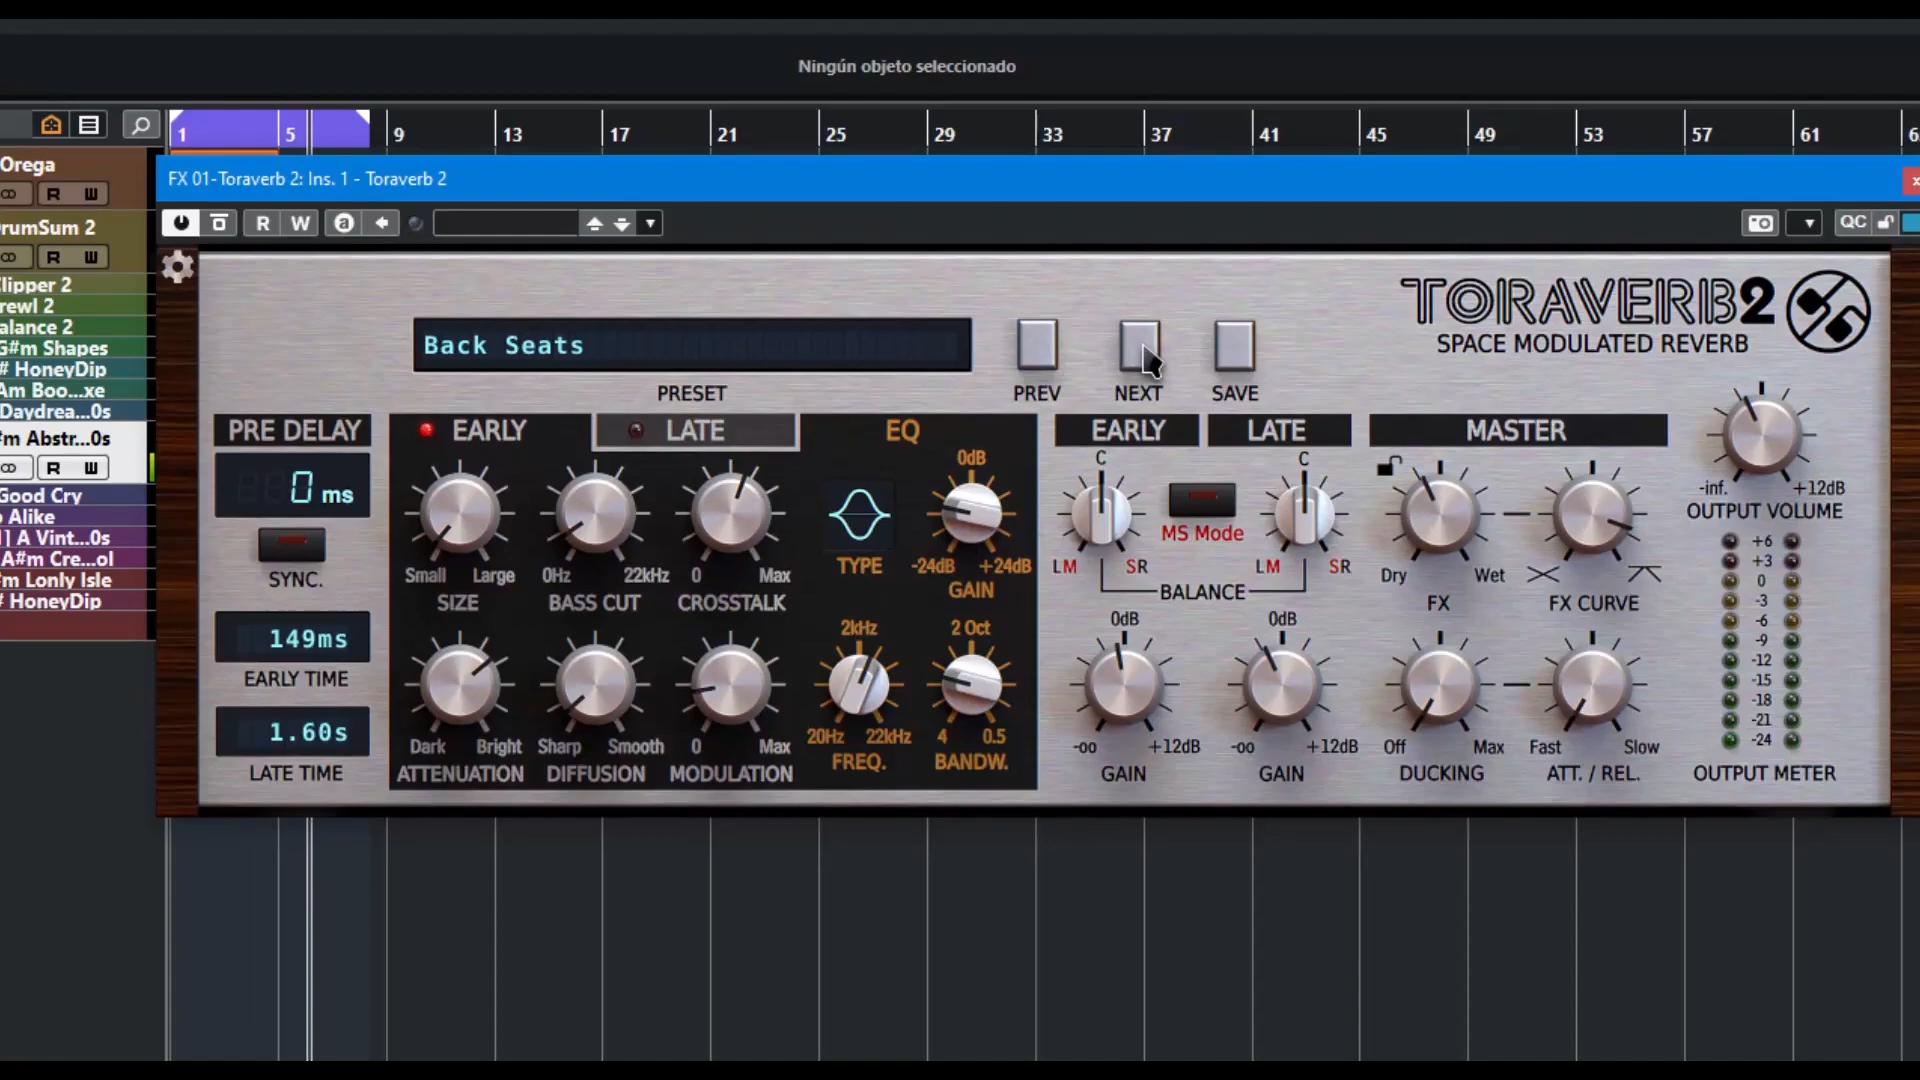 Ningún objeto seleccionado
1 5 9 13 17 21 25 29 33 37 41 45 49 53 57 61
Orega
R W
FX 01-Toraverb 2: Ins. 1 - Toraverb 2
x
rumSum 2
R W
R W a
QC
lipper 2
rewl 2
alance 2
G#m Shapes
# HoneyDip
Am Boo...xe
Daydrea...0s
#m Abstr...0s
R W
Good Cry
Alike
] A Vint...0s
A#m Cre...ol
#m Lonly Isle
# HoneyDip
TORAVERB2
SPACE MODULATED REVERB
Back Seats
PRESET
PREV NEXT SAVE
PRE DELAY
0 ms
SYNC.
149ms
EARLY TIME
1.60s
LATE TIME
EARLY LATE EQ
Small Large
SIZE
0Hz 22kHz
BASS CUT
0 Max
CROSSTALK
TYPE
0dB
-24dB +24dB
GAIN
Dark Bright
ATTENUATION
Sharp Smooth
DIFFUSION
0 Max
MODULATION
2kHz
20Hz 22kHz
FREQ.
2 Oct
4 0.5
BANDW.
EARLY LATE
C C
MS Mode
LM SR LM SR
BALANCE
0dB 0dB
-oo +12dB -oo +12dB
GAIN GAIN
MASTER
Dry Wet
FX
FX CURVE
Off Max
DUCKING
Fast Slow
ATT. / REL.
-inf. +12dB
OUTPUT VOLUME
+6
+3
0
-3
-6
-9
-12
-15
-18
-21
-24
OUTPUT METER